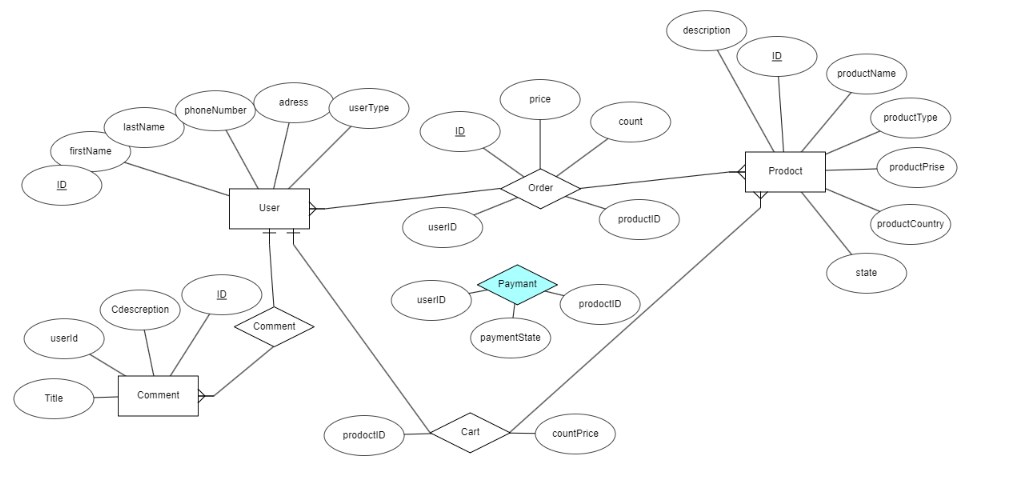 description
ID
productName
productType
productPrise
productCountry
state
Prodoct
price
ID
count
Order
userID
productID
phoneNumber
adress
userType
lastName
firstName
ID
User
Paymant
userID
prodoctID
paymentState
ID
Cdescreption
userId
Title
Comment
Comment
prodoctID
Cart
countPrice